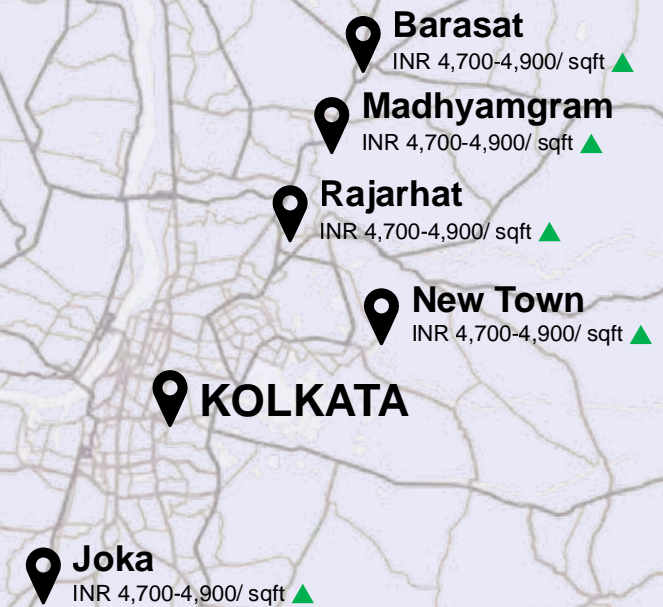 Barasat
INR 4,700-4,900/ sqft
Madhyamgram
INR 4,700-4,900/ sqft
Rajarhat
INR 4,700-4,900/ sqft
New Town
INR 4,700-4,900/ sqft
KOLKATA
Joka
INR 4,700-4,900/ sqft